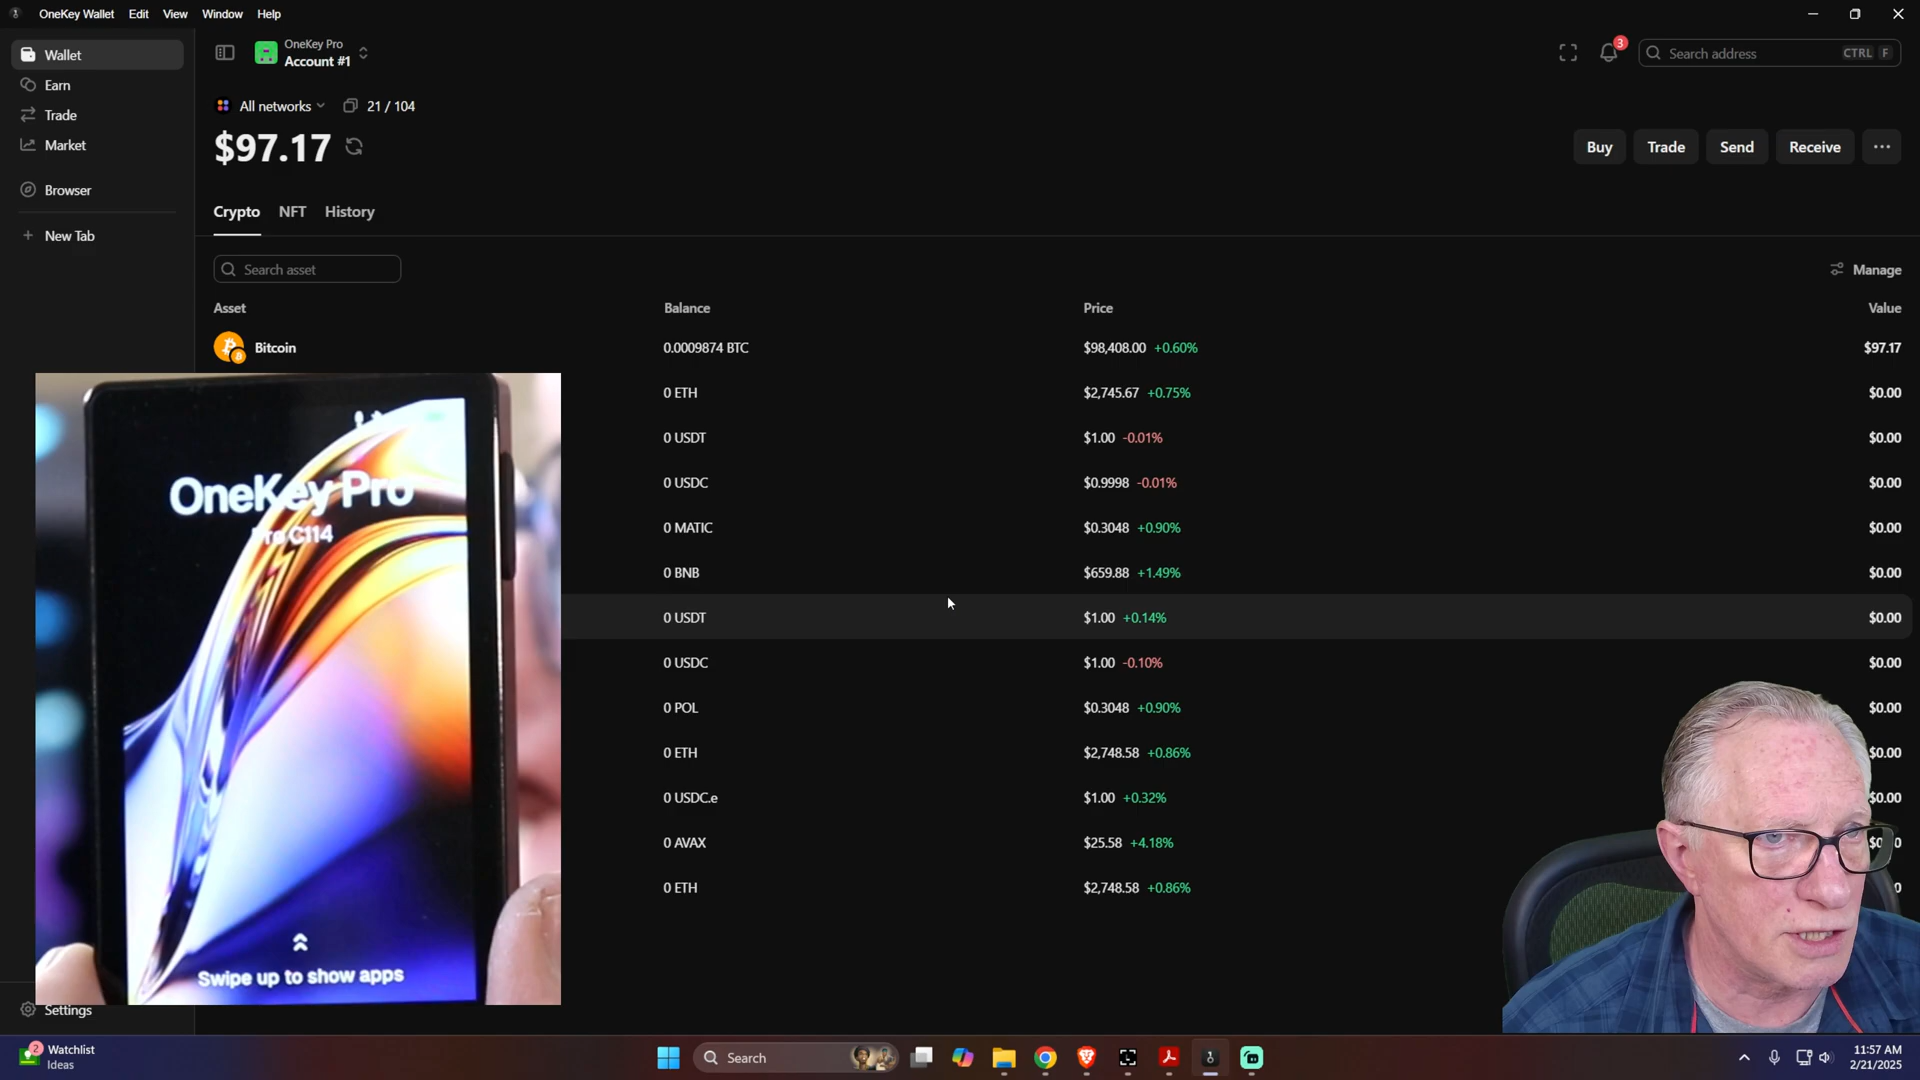 OneKey Wallet Edit View Window Help
Wallet
Earn
Trade
Market
Browser
New Tab
Settings
OneKey Pro
Account #1
3
Search address CTRL F
All networks 21 / 104
$97.17
Buy Trade Send Receive
Crypto NFT History
Search asset
Manage
Asset Balance Price Value
Bitcoin 0.0009874 BTC $98,408.00 +0.60% $97.17
0 ETH $2,745.67 +0.75% $0.00
0 USDT $1.00 -0.01% $0.00
0 USDC $0.9998 -0.01% $0.00
0 MATIC $0.3048 +0.90% $0.00
0 BNB $659.88 +1.49% $0.00
0 USDT $1.00 +0.14% $0.00
0 USDC $1.00 -0.10% $0.00
0 POL $0.3048 +0.90% $0.00
0 ETH $2,748.58 +0.86% $0.00
0 USDC.e $1.00 +0.32% $0.00
0 AVAX $25.58 +4.18%
0 ETH $2,748.58 +0.86%
OneKey Pro
Pro C114
Swipe up to show apps
2
Watchlist
Ideas
Search
11:57 AM
2/21/2025